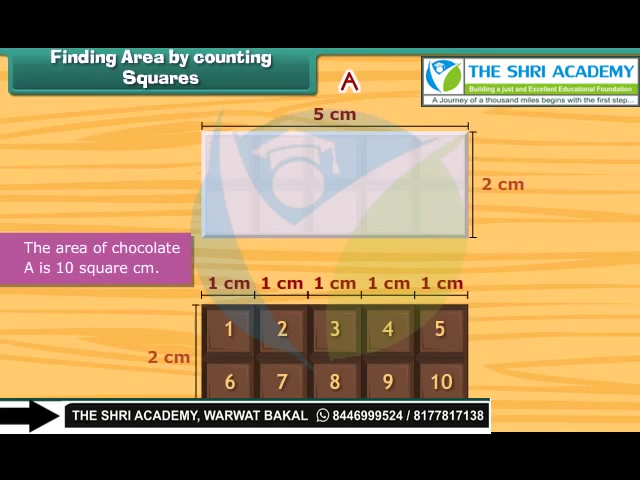 Finding Area by counting
Squares
A
THE SHRI ACADEMY
Building a just and Excellent Educational Foundation
A Journey of a thousand miles begins with the first step...
5 cm
2 cm
The area of chocolate
A is 10 square cm.
1 cm 1 cm 1 cm 1 cm 1 cm
2 cm
1 2 3 4 5
6 7 8 9 10
THE SHRI ACADEMY, WARWAT BAKAL 8446999524 / 8177817138